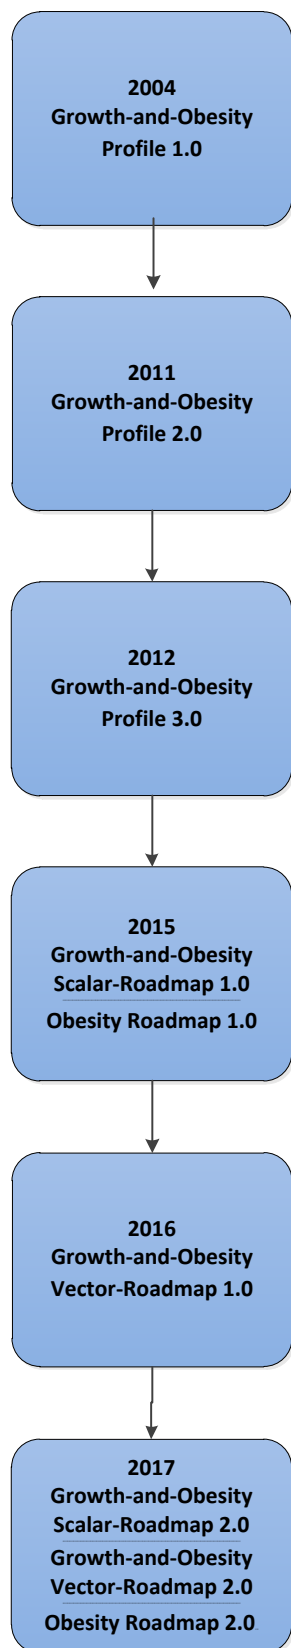 2004
Growth-and-Obesity
Profile 1.0
2011
Growth-and-Obesity
Profile 2.0
2012
Growth-and-Obesity
Profile 3.0
2015
Growth-and-Obesity
Scalar-Roadmap 1.0
Obesity Roadmap 1.0
2016
Growth-and-Obesity
Vector-Roadmap 1.0
2017
Growth-and-Obesity
Scalar-Roadmap 2.0
Growth-and-Obesity
Vector-Roadmap 2.0
Obesity Roadmap 2.0